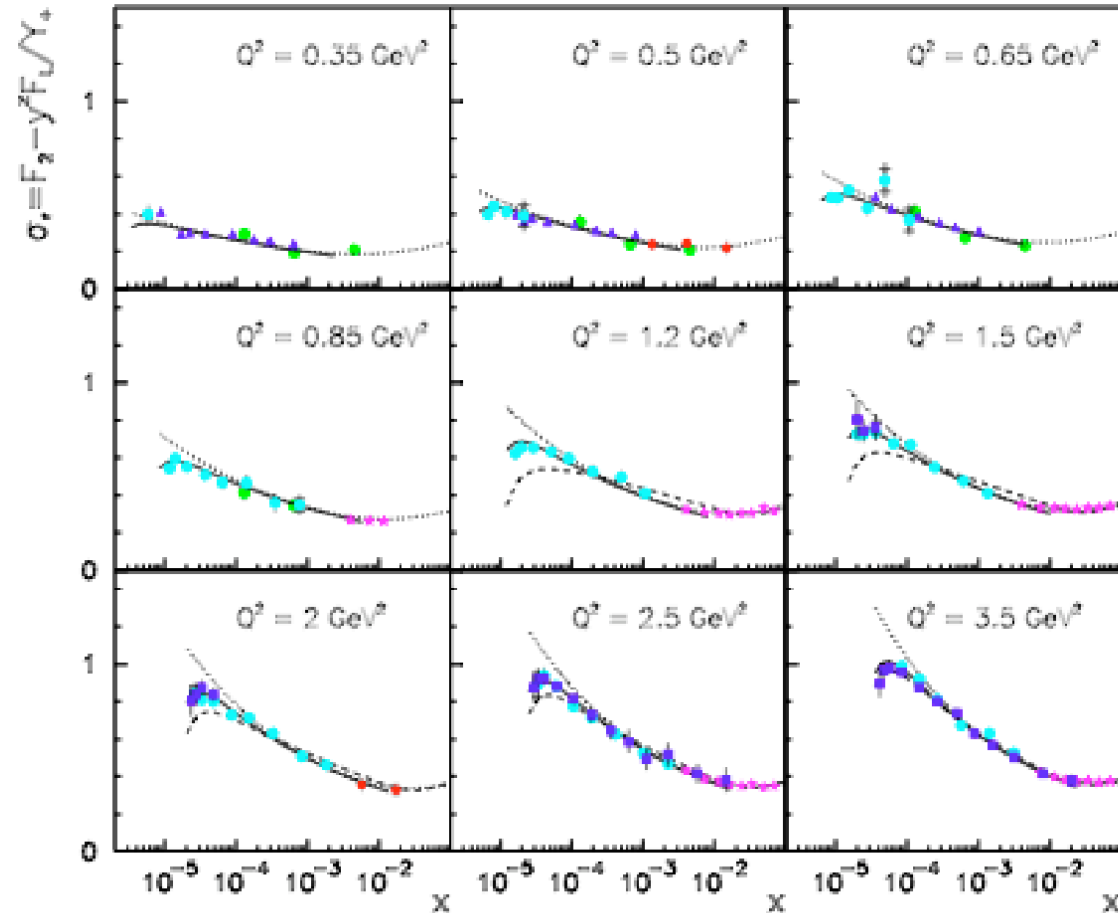 σᵣ≡F₂−y²F_L/Y₊
Q² = 0.35 GeV²
Q² = 0.5 GeV²
Q² = 0.65 GeV²
1
0
Q² = 0.85 GeV²
Q² = 1.2 GeV²
Q² = 1.5 GeV²
1
0
Q² = 2 GeV²
Q² = 2.5 GeV²
Q² = 3.5 GeV²
1
0
10⁻⁵ 10⁻⁴ 10⁻³ 10⁻² 10⁻⁵ 10⁻⁴ 10⁻³ 10⁻² 10⁻⁵ 10⁻⁴ 10⁻³ 10⁻²
x x x